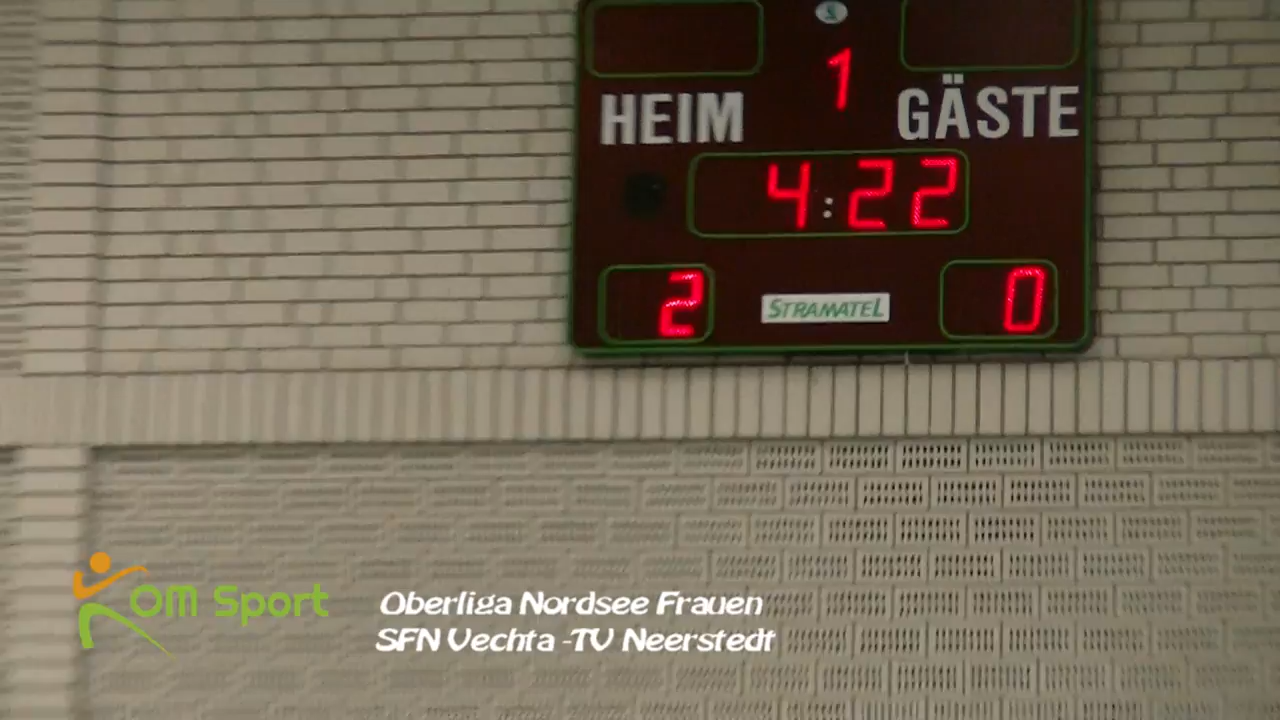 1
HEIM GÄSTE
4:22
2 STRAMATEL 0
OM Sport
Oberliga Nordsee Frauen
SFN Vechta -TV Neerstedt